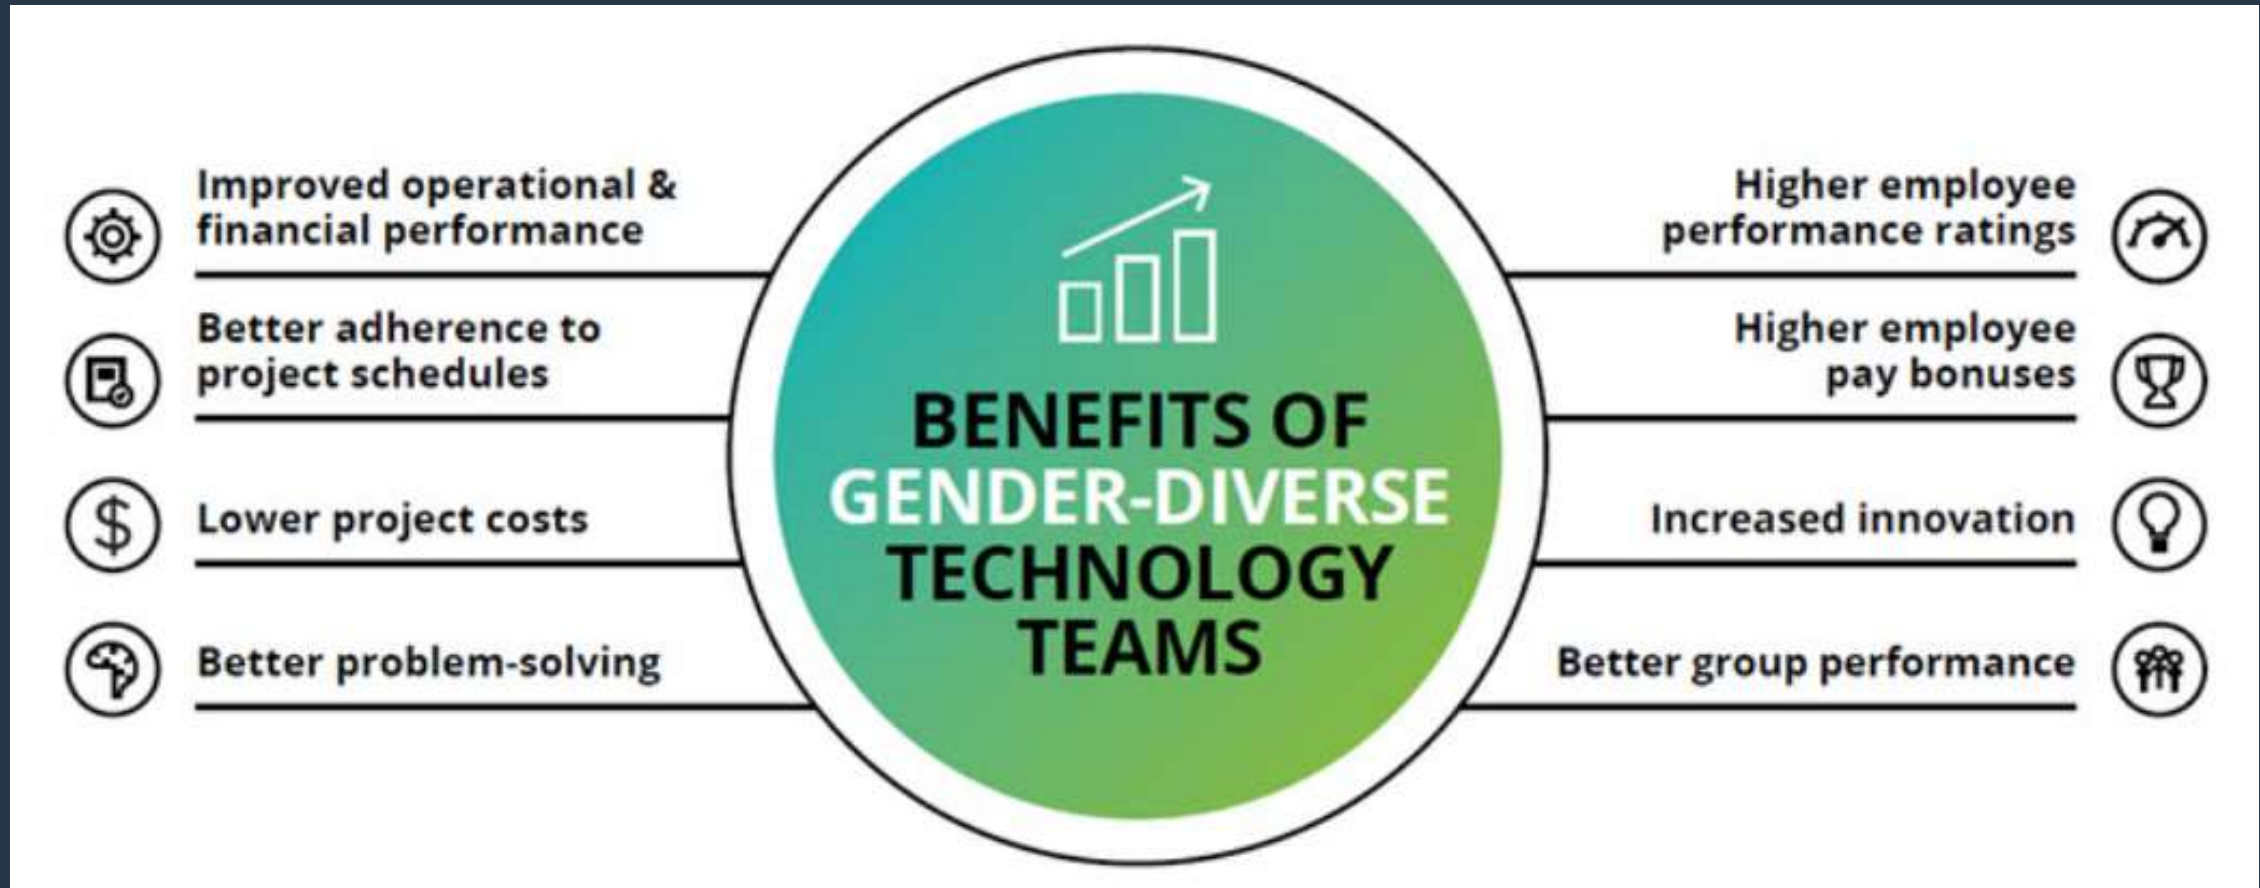 Improved operational &
financial performance
Better adherence to
project schedules
Lower project costs
Better problem-solving
BENEFITS OF
GENDER-DIVERSE
TECHNOLOGY
TEAMS
Higher employee
performance ratings
Higher employee
pay bonuses
Increased innovation
Better group performance